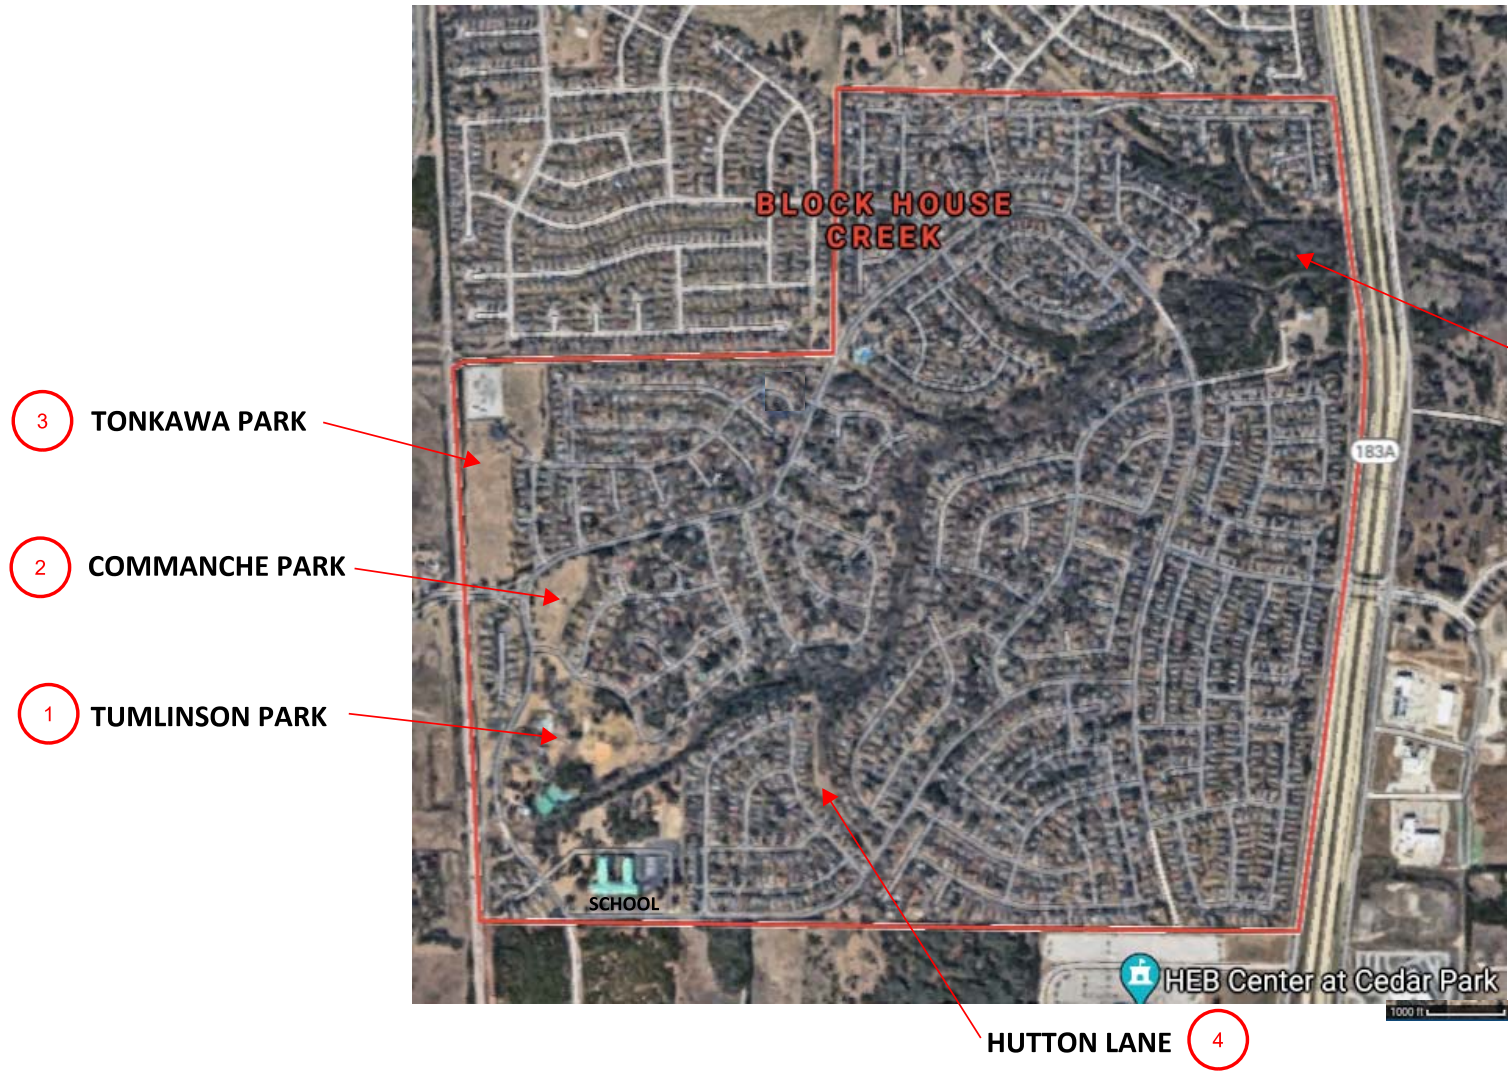 BLOCK HOUSE
CREEK
3 TONKAWA PARK
183A
2 COMMANCHE PARK
1 TUMLINSON PARK
SCHOOL
HEB Center at Cedar Park
1000 ft
HUTTON LANE 4